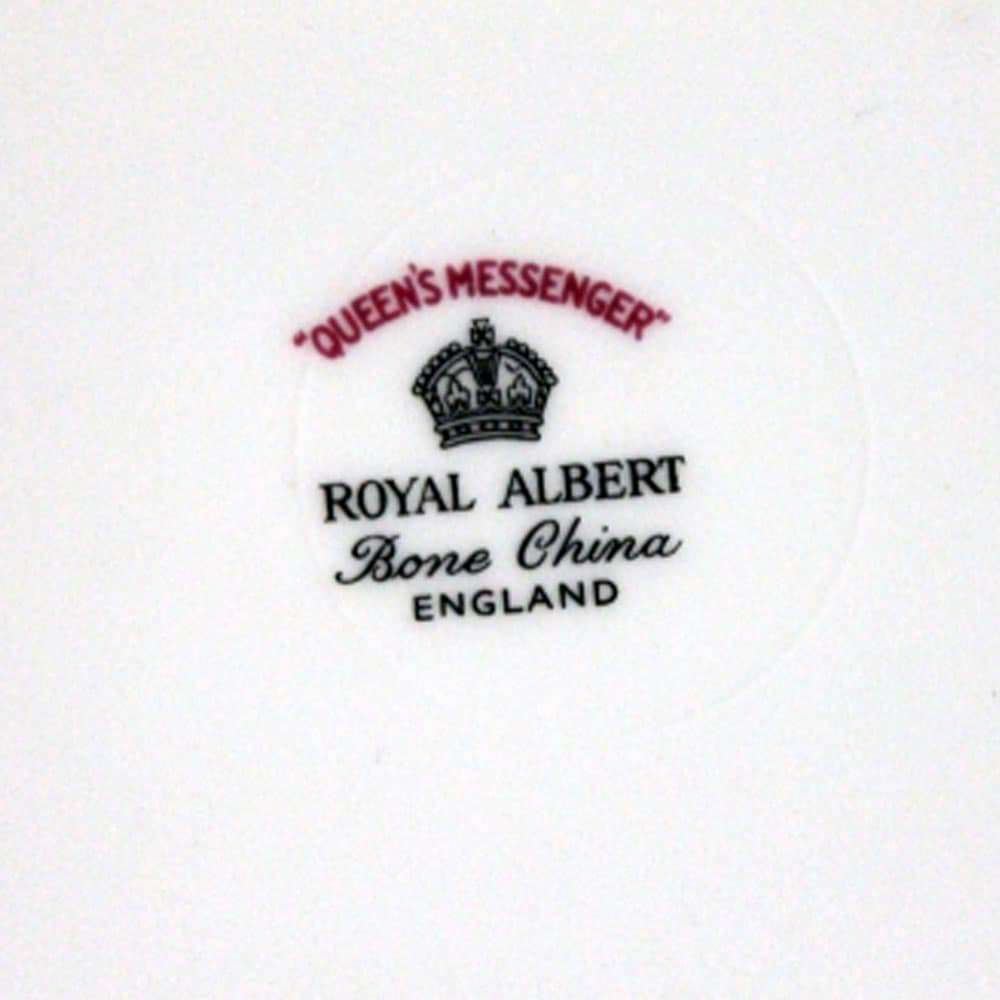 "QUEEN'S MESSENGER"
ROYAL ALBERT
Bone China
ENGLAND